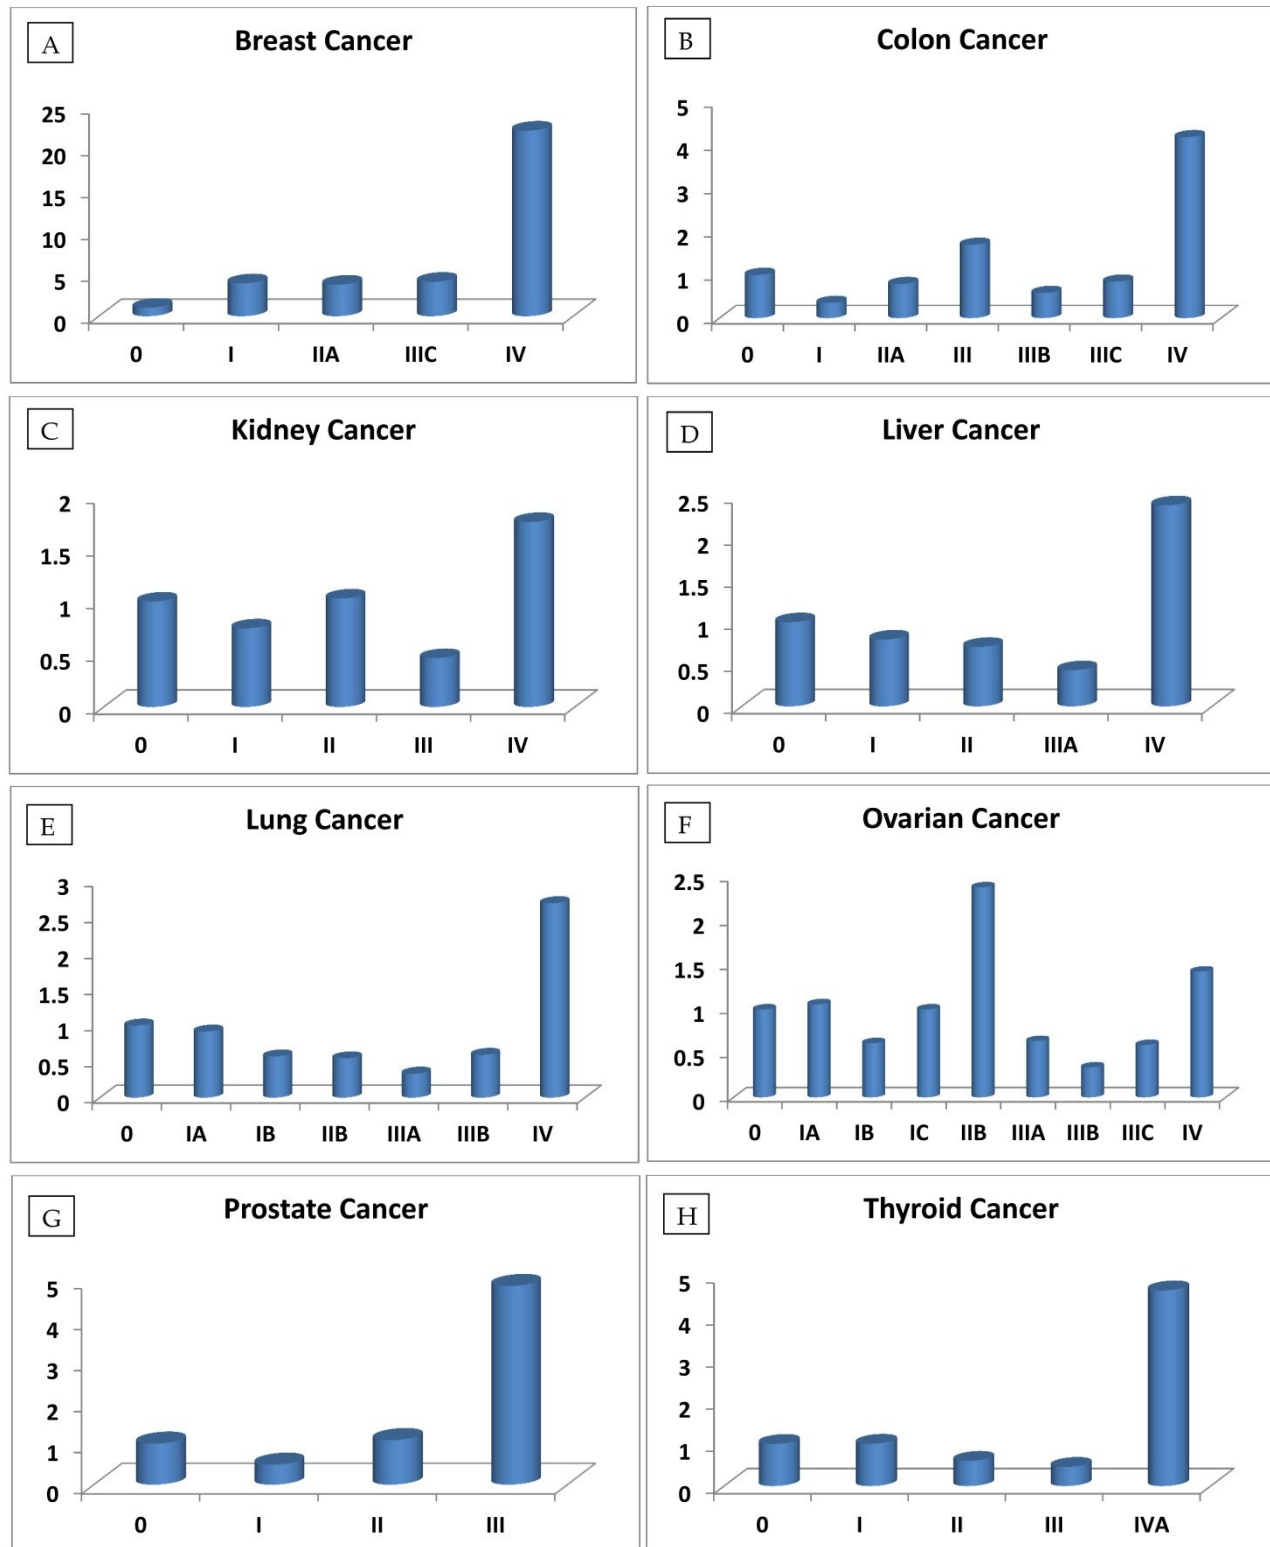 A
Breast Cancer
25
20
15
10
5
0
0 I IIA IIIC IV
B
Colon Cancer
5
4
3
2
1
0
0 I IIA III IIIB IIIC IV
C
Kidney Cancer
2
1.5
1
0.5
0
0 I II III IV
D
Liver Cancer
2.5
2
1.5
1
0.5
0
0 I II IIIA IV
E
Lung Cancer
3
2.5
2
1.5
1
0.5
0
0 IA IB IIB IIIA IIIB IV
F
Ovarian Cancer
2.5
2
1.5
1
0.5
0
0 IA IB IC IIB IIIA IIIB IIIC IV
G
Prostate Cancer
5
4
3
2
1
0
0 I II III
H
Thyroid Cancer
5
4
3
2
1
0
0 I II III IVA